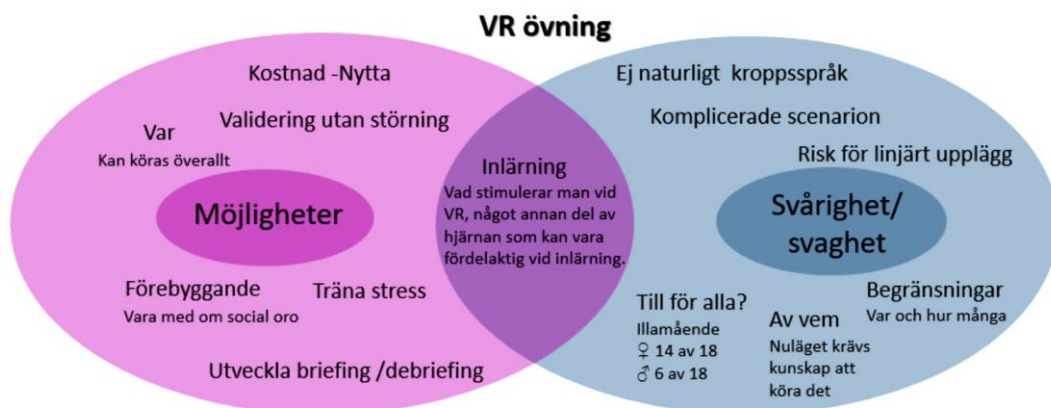 VR övning
Kostnad -Nytta
Validering utan störning
Var
Kan köras överallt
Möjligheter
Förebyggande
Vara med om social oro
Träna stress
Utveckla briefing /debriefing
Inlärning
Vad stimulerar man vid
VR, något annan del av
hjärnan som kan vara
fördelaktig vid inlärning.
Ej naturligt kroppsspråk
Komplicerade scenarion
Risk för linjärt upplägg
Svårighet/
svaghet
Till för alla?
Illamående
♀ 14 av 18
♂ 6 av 18
Av vem
Nuläget krävs
kunskap att
köra det
Begränsningar
Var och hur många